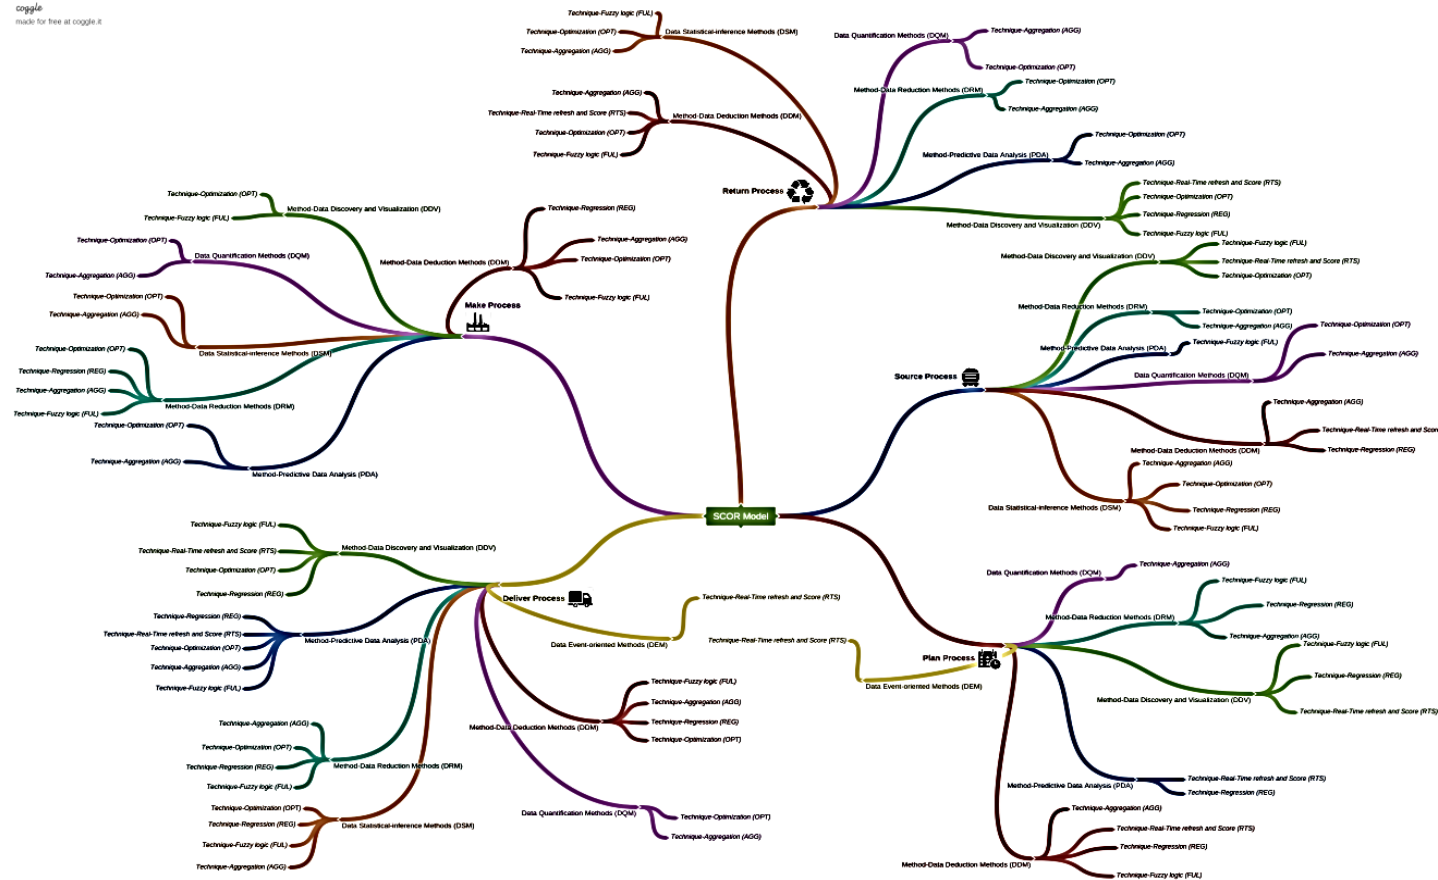 coggle
made for free at coggle.it
Technique-Fuzzy logic (FUL)
Technique-Optimization (OPT)
Technique-Aggregation (AGG)
Data Statistical-inference Methods (DSM)
Technique-Aggregation (AGG)
Technique-Real-Time refresh and Score (RTS)
Technique-Optimization (OPT)
Technique-Fuzzy logic (FUL)
Method-Data Deduction Methods (DDM)
Data Quantification Methods (DQM)
Technique-Aggregation (AGG)
Technique-Optimization (OPT)
Method-Data Reduction Methods (DRM)
Technique-Optimization (OPT)
Technique-Aggregation (AGG)
Method-Predictive Data Analysis (PDA)
Technique-Optimization (OPT)
Technique-Aggregation (AGG)
Return Process
Technique-Real-Time refresh and Score (RTS)
Technique-Optimization (OPT)
Technique-Regression (REG)
Technique-Fuzzy logic (FUL)
Method-Data Discovery and Visualization (DDV)
Technique-Optimization (OPT)
Technique-Fuzzy logic (FUL)
Method-Data Discovery and Visualization (DDV)
Technique-Optimization (OPT)
Technique-Aggregation (AGG)
Data Quantification Methods (DQM)
Technique-Optimization (OPT)
Technique-Aggregation (AGG)
Data Statistical-inference Methods (DSM)
Technique-Optimization (OPT)
Technique-Regression (REG)
Technique-Aggregation (AGG)
Technique-Fuzzy logic (FUL)
Method-Data Reduction Methods (DRM)
Technique-Optimization (OPT)
Technique-Aggregation (AGG)
Method-Predictive Data Analysis (PDA)
Method-Data Deduction Methods (DDM)
Technique-Regression (REG)
Technique-Aggregation (AGG)
Technique-Optimization (OPT)
Technique-Fuzzy logic (FUL)
Make Process
Method-Data Discovery and Visualization (DDV)
Technique-Fuzzy logic (FUL)
Technique-Real-Time refresh and Score (RTS)
Technique-Optimization (OPT)
Method-Data Reduction Methods (DRM)
Technique-Optimization (OPT)
Technique-Aggregation (AGG)
Method-Predictive Data Analysis (PDA)
Technique-Fuzzy logic (FUL)
Data Quantification Methods (DQM)
Technique-Optimization (OPT)
Technique-Aggregation (AGG)
Source Process
Technique-Aggregation (AGG)
Technique-Real-Time refresh and Scor
Technique-Regression (REG)
Method-Data Deduction Methods (DDM)
Technique-Aggregation (AGG)
Technique-Optimization (OPT)
Technique-Regression (REG)
Technique-Fuzzy logic (FUL)
Data Statistical-inference Methods (DSM)
SCOR Model
Technique-Fuzzy logic (FUL)
Technique-Real-Time refresh and Score (RTS)
Technique-Optimization (OPT)
Technique-Regression (REG)
Method-Data Discovery and Visualization (DDV)
Technique-Regression (REG)
Technique-Real-Time refresh and Score (RTS)
Technique-Optimization (OPT)
Technique-Aggregation (AGG)
Technique-Fuzzy logic (FUL)
Method-Predictive Data Analysis (PDA)
Technique-Aggregation (AGG)
Technique-Optimization (OPT)
Technique-Regression (REG)
Technique-Fuzzy logic (FUL)
Method-Data Reduction Methods (DRM)
Technique-Optimization (OPT)
Technique-Regression (REG)
Technique-Fuzzy logic (FUL)
Technique-Aggregation (AGG)
Data Statistical-inference Methods (DSM)
Deliver Process
Technique-Real-Time refresh and Score (RTS)
Data Event-oriented Methods (DEM)
Technique-Fuzzy logic (FUL)
Technique-Aggregation (AGG)
Technique-Regression (REG)
Technique-Optimization (OPT)
Method-Data Deduction Methods (DDM)
Data Quantification Methods (DQM)
Technique-Optimization (OPT)
Technique-Aggregation (AGG)
Data Quantification Methods (DQM)
Technique-Aggregation (AGG)
Method-Data Reduction Methods (DRM)
Technique-Fuzzy logic (FUL)
Technique-Regression (REG)
Technique-Aggregation (AGG)
Technique-Real-Time refresh and Score (RTS)
Plan Process
Data Event-oriented Methods (DEM)
Technique-Fuzzy logic (FUL)
Technique-Regression (REG)
Technique-Real-Time refresh and Score (RTS)
Method-Data Discovery and Visualization (DDV)
Technique-Real-Time refresh and Score (RTS)
Technique-Regression (REG)
Method-Predictive Data Analysis (PDA)
Technique-Aggregation (AGG)
Technique-Real-Time refresh and Score (RTS)
Technique-Regression (REG)
Technique-Fuzzy logic (FUL)
Method-Data Deduction Methods (DDM)